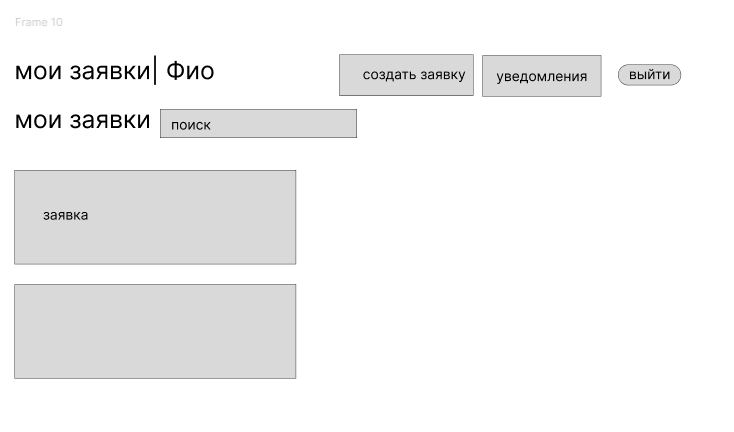 Frame 10
мои заявки| Фио
создать заявку
уведомления
выйти
мои заявки
поиск
заявка